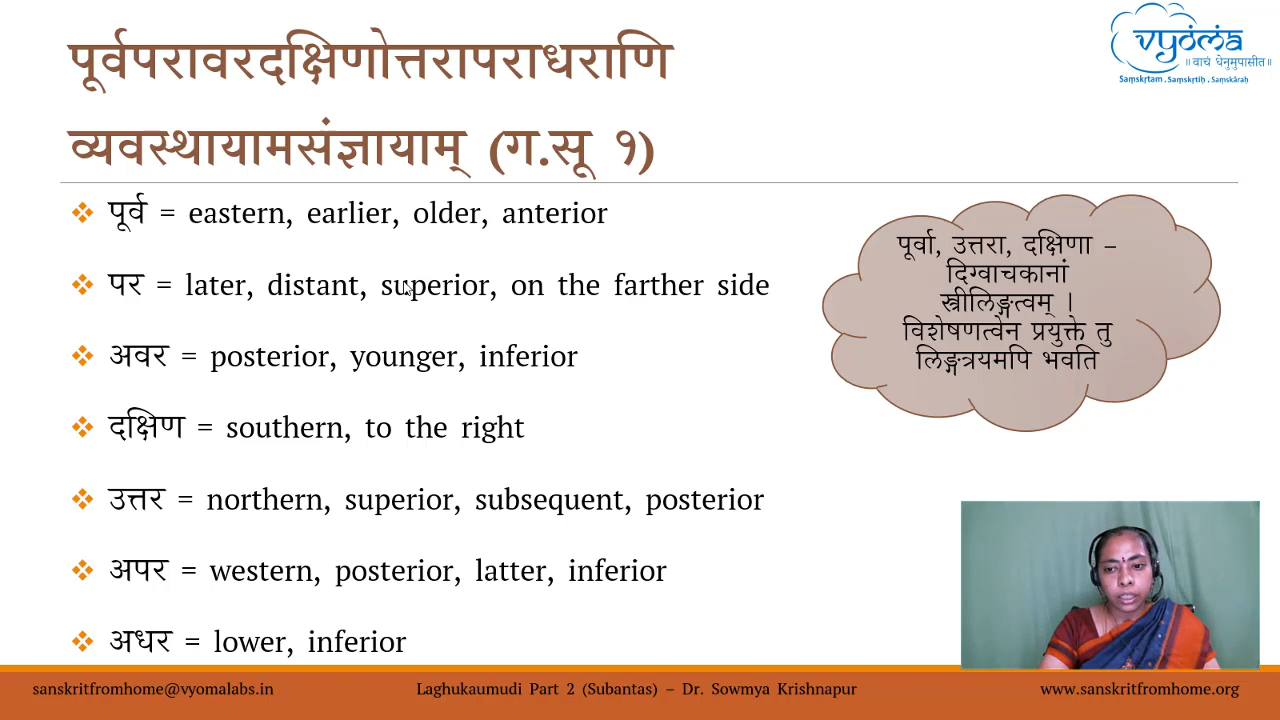 पूर्वपरावरदक्षिणोत्तरापराधराणि
व्यवस्थायामसंज्ञायाम् (ग.सू १)
vyoma
॥वाचं धेनुमुपासीत॥
Saṃskṛtam . Saṃskṛtiḥ . Saṃskārāḥ
❖ पूर्व = eastern, earlier, older, anterior
❖ पर = later, distant, superior, on the farther side
❖ अवर = posterior, younger, inferior
❖ दक्षिण = southern, to the right
❖ उत्तर = northern, superior, subsequent, posterior
❖ अपर = western, posterior, latter, inferior
❖ अधर = lower, inferior
पूर्वा, उत्तरा, दक्षिणा –
दिग्वाचकानां
स्त्रीलिङ्गत्वम् ।
विशेषणत्वेन प्रयुक्ते तु
लिङ्गत्रयमपि भवति
sanskritfromhome@vyomalabs.in
Laghukaumudi Part 2 (Subantas) – Dr. Sowmya Krishnapur
www.sanskritfromhome.org